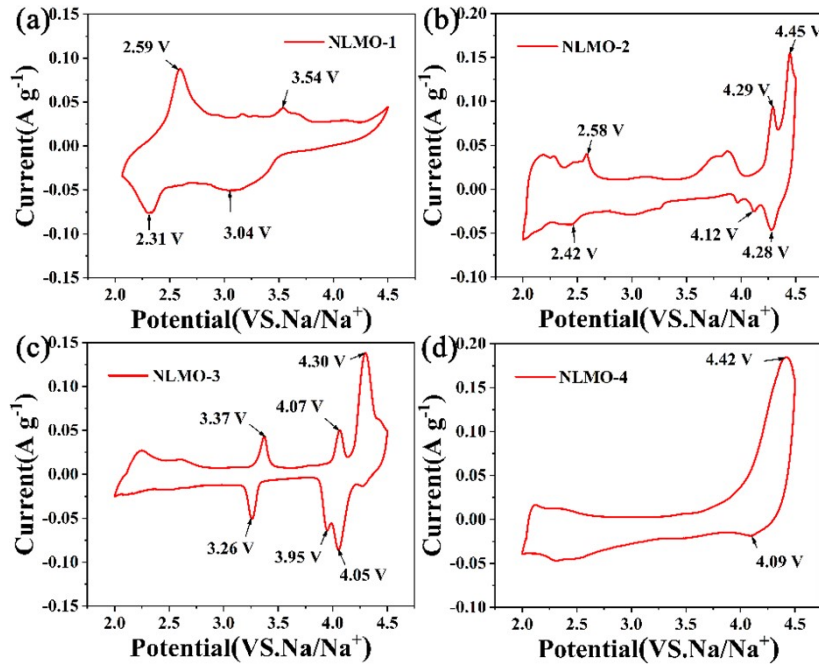 (a)
NLMO-1
2.59 V
3.54 V
2.31 V
3.04 V
0.15
0.10
0.05
0.00
-0.05
-0.10
-0.15
Current(A g⁻¹)
2.0 2.5 3.0 3.5 4.0 4.5
Potential(VS.Na/Na⁺)
(b)
NLMO-2
4.45 V
4.29 V
2.58 V
2.42 V
4.12 V
4.28 V
0.20
0.15
0.10
0.05
0.00
-0.05
-0.10
Current(A g⁻¹)
2.0 2.5 3.0 3.5 4.0 4.5
Potential(VS.Na/Na⁺)
(c)
NLMO-3
4.30 V
3.37 V
4.07 V
3.26 V
3.95 V
4.05 V
0.15
0.10
0.05
0.00
-0.05
-0.10
-0.15
Current(A g⁻¹)
2.0 2.5 3.0 3.5 4.0 4.5
Potential(VS.Na/Na⁺)
(d)
NLMO-4
4.42 V
4.09 V
0.20
0.15
0.10
0.05
0.00
-0.05
-0.10
Current(A g⁻¹)
2.0 2.5 3.0 3.5 4.0 4.5
Potential(VS.Na/Na⁺)